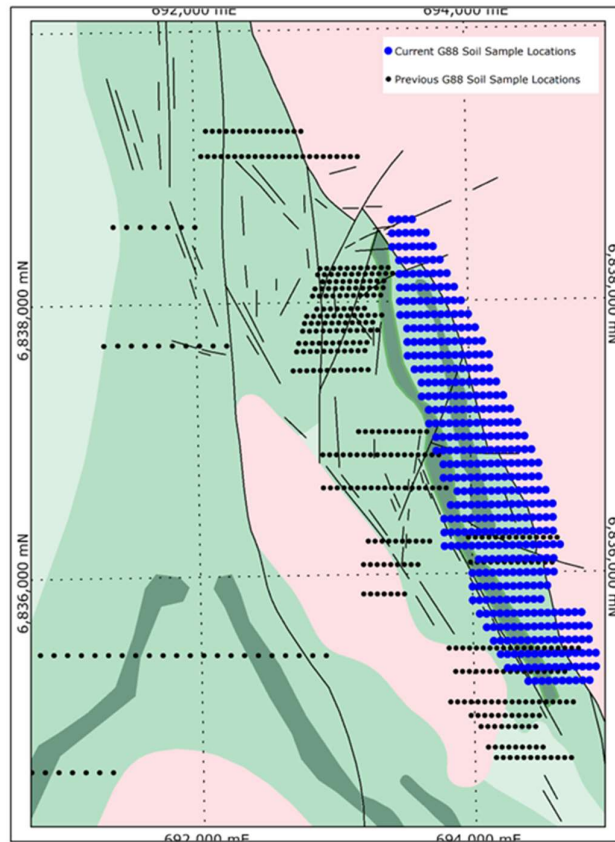 692,000 mE
694,000 mE
Current G88 Soil Sample Locations
Previous G88 Soil Sample Locations
6,838,000 mN
6,838,000 mN
6,836,000 mN
6,836,000 mN
692,000 mE
694,000 mE